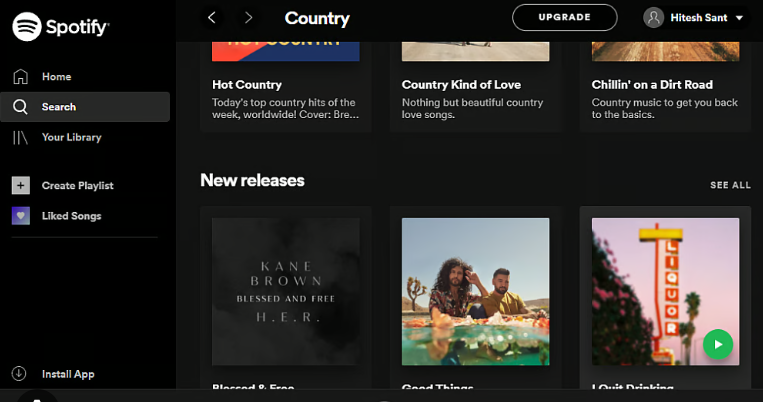 Spotify
Country
UPGRADE
Hitesh Sant
Home
Search
Your Library
Create Playlist
Liked Songs
Install App
HOT COUNTRY
Hot Country
Today's top country hits of the
week, worldwide! Cover: Bre...
Country Kind of Love
Nothing but beautiful country
love songs.
Chillin' on a Dirt Road
Country music to get you back
to the basics.
New releases
SEE ALL
KANE
BROWN
BLESSED AND FREE
H.E.R.
LIQUOR
Blessed & Free
Good Things
I Quit Drinking